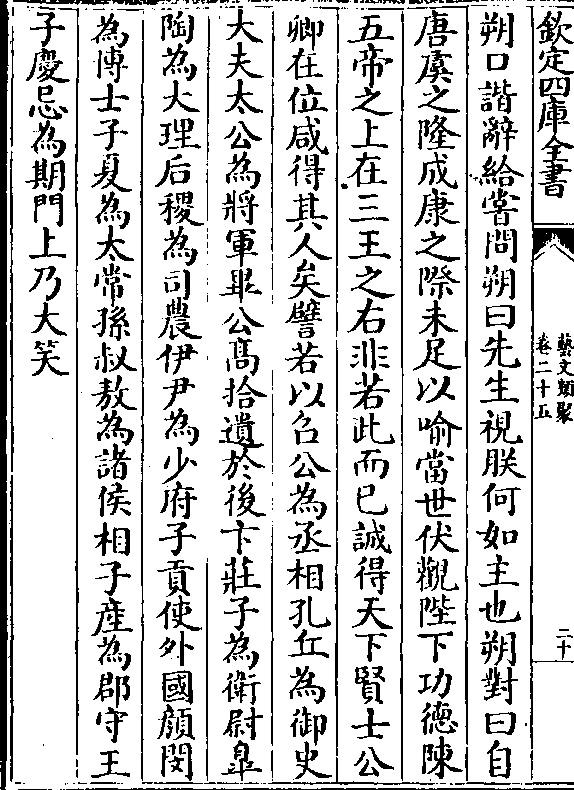 欽定四庫全書
藝文類聚
卷二十五
二十
朔口諧辭給嘗問朔曰先生視朕何如主也朔對曰自
唐虞之隆成康之際未足以喻當世伏觀陛下功德陳
五帝之上在三王之右非若此而已誠得天下賢士公
卿在位咸得其人矣譬若以召公為丞相孔丘為御史
大夫太公為將軍畢公高拾遺於後卞莊子為衛尉臯
陶為大理后稷為司農伊尹為少府子貢使外國顔閔
為博士子夏為太常孫叔敖為諸侯相子產為郡守王
子慶忌為期門上乃大笑